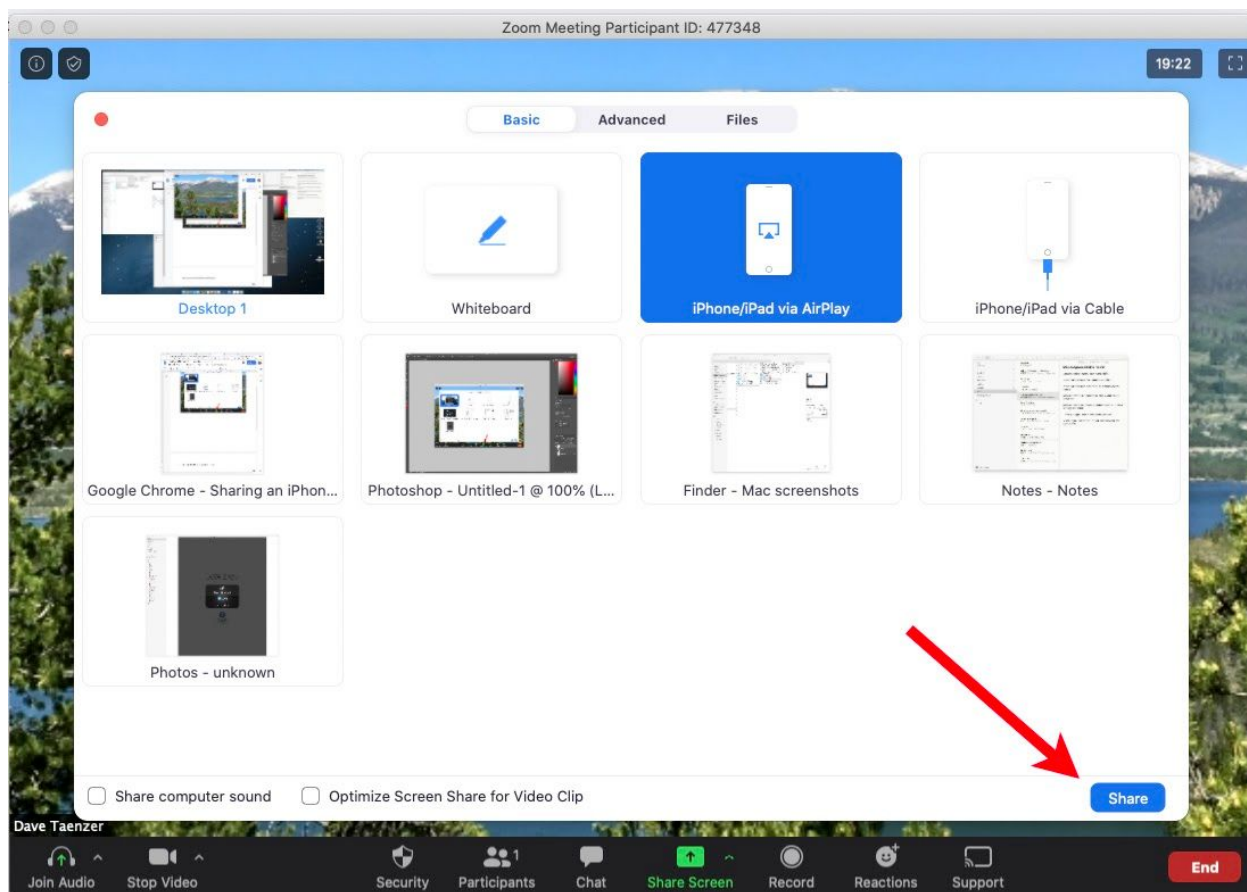 Zoom Meeting Participant ID: 477348
19:22
Basic Advanced Files
Desktop 1
Whiteboard
iPhone/iPad via AirPlay
iPhone/iPad via Cable
Google Chrome - Sharing an iPhon...
Photoshop - Untitled-1 @ 100% (L...
Finder - Mac screenshots
Notes - Notes
Photos - unknown
Share computer sound
Optimize Screen Share for Video Clip
Share
Dave Taenzer
1
Join Audio Stop Video Security Participants Chat Share Screen Record Reactions Support End